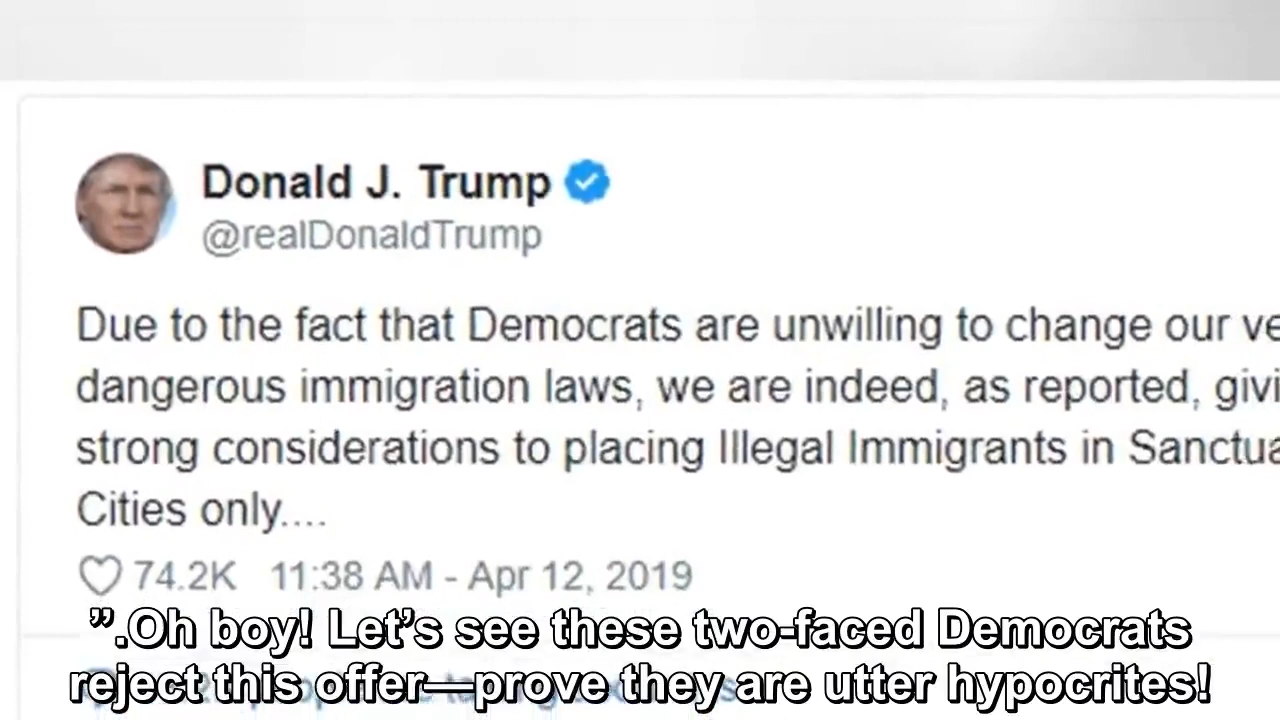 Donald J. Trump
@realDonaldTrump
Due to the fact that Democrats are unwilling to change our ve
dangerous immigration laws, we are indeed, as reported, givi
strong considerations to placing Illegal Immigrants in Sanctua
Cities only....
74.2K 11:38 AM - Apr 12, 2019
”.Oh boy! Let’s see these two-faced Democrats
reject this offer—prove they are utter hypocrites!